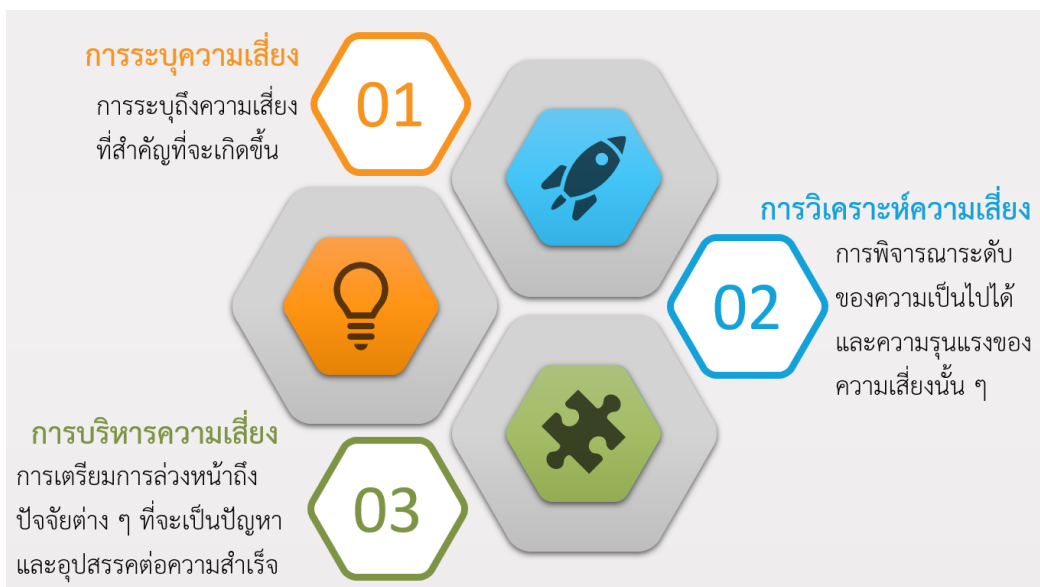 การระบุความเสี่ยง
การระบุถึงความเสี่ยง
ที่สำคัญที่จะเกิดขึ้น
01
การวิเคราะห์ความเสี่ยง
การพิจารณาระดับ
ของความเป็นไปได้
และความรุนแรงของ
ความเสี่ยงนั้น ๆ
02
การบริหารความเสี่ยง
การเตรียมการล่วงหน้าถึง
ปัจจัยต่าง ๆ ที่จะเป็นปัญหา
และอุปสรรคต่อความสำเร็จ
03